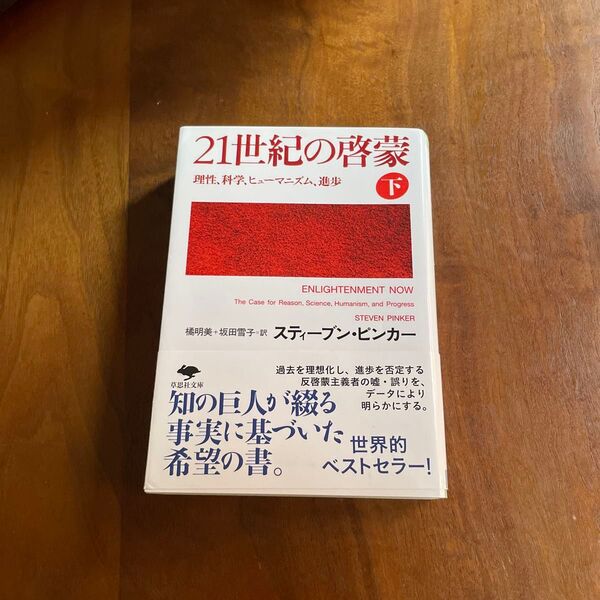 21世紀の啓蒙
理性、科学、ヒューマニズム、進歩
下
ENLIGHTENMENT NOW
The Case for Reason, Science, Humanism, and Progress
STEVEN PINKER
橘明美+坂田雪子=訳 スティーブン・ピンカー
草思社文庫
過去を理想化し、進歩を否定する
反啓蒙主義者の嘘・誤りを、
データにより
明らかにする。
知の巨人が綴る
事実に基づいた
希望の書。
世界的
ベストセラー!